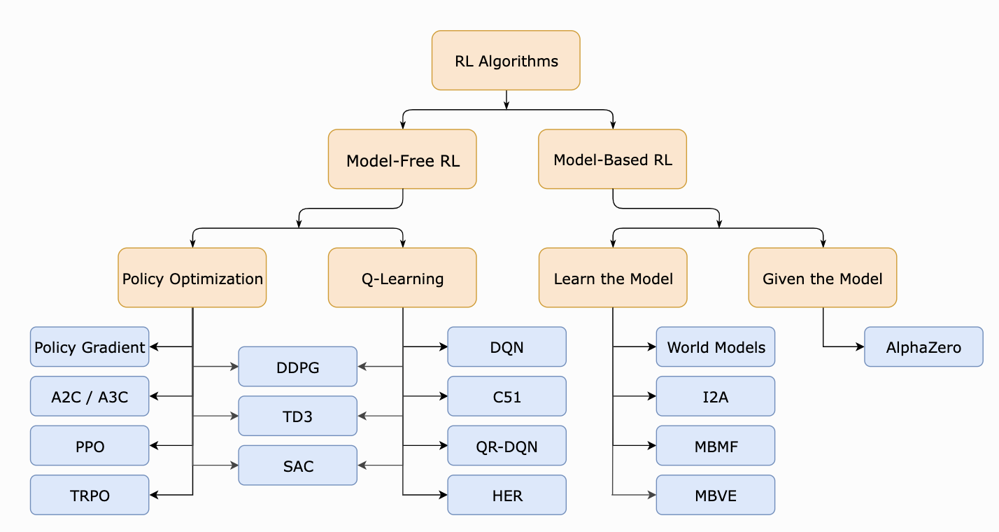 RL Algorithms
Model-Free RL
Model-Based RL
Policy Optimization
Q-Learning
Learn the Model
Given the Model
Policy Gradient
DQN
World Models
AlphaZero
DDPG
A2C / A3C
C51
I2A
TD3
PPO
QR-DQN
MBMF
SAC
TRPO
HER
MBVE